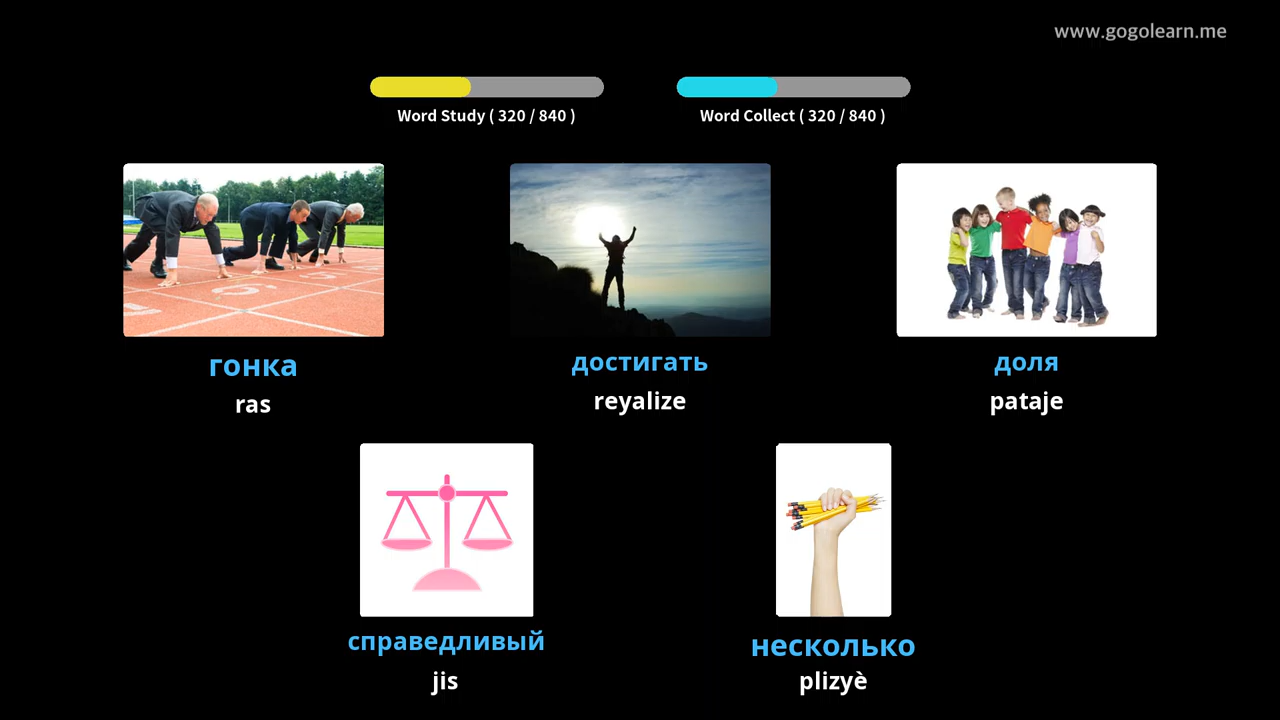 www.gogolearn.me
Word Study ( 320 / 840 )
Word Collect ( 320 / 840 )
гонка
ras
достигать
reyalize
доля
pataje
справедливый
jis
несколько
plizyè